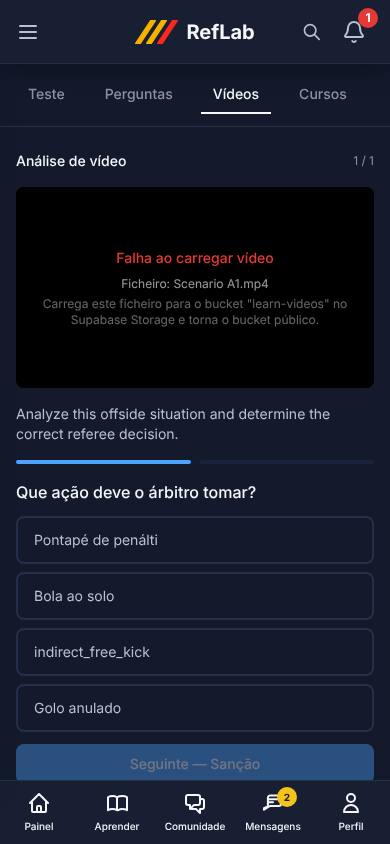 RefLab
1
Teste
Perguntas
Vídeos
Cursos
Análise de vídeo
1 / 1
Falha ao carregar vídeo
Ficheiro: Scenario A1.mp4
Carrega este ficheiro para o bucket "learn-videos" no
Supabase Storage e torna o bucket público.
Analyze this offside situation and determine the
correct referee decision.
Que ação deve o árbitro tomar?
Pontapé de penálti
Bola ao solo
indirect_free_kick
Golo anulado
Seguinte — Sanção
2
Painel
Aprender
Comunidade
Mensagens
Perfil